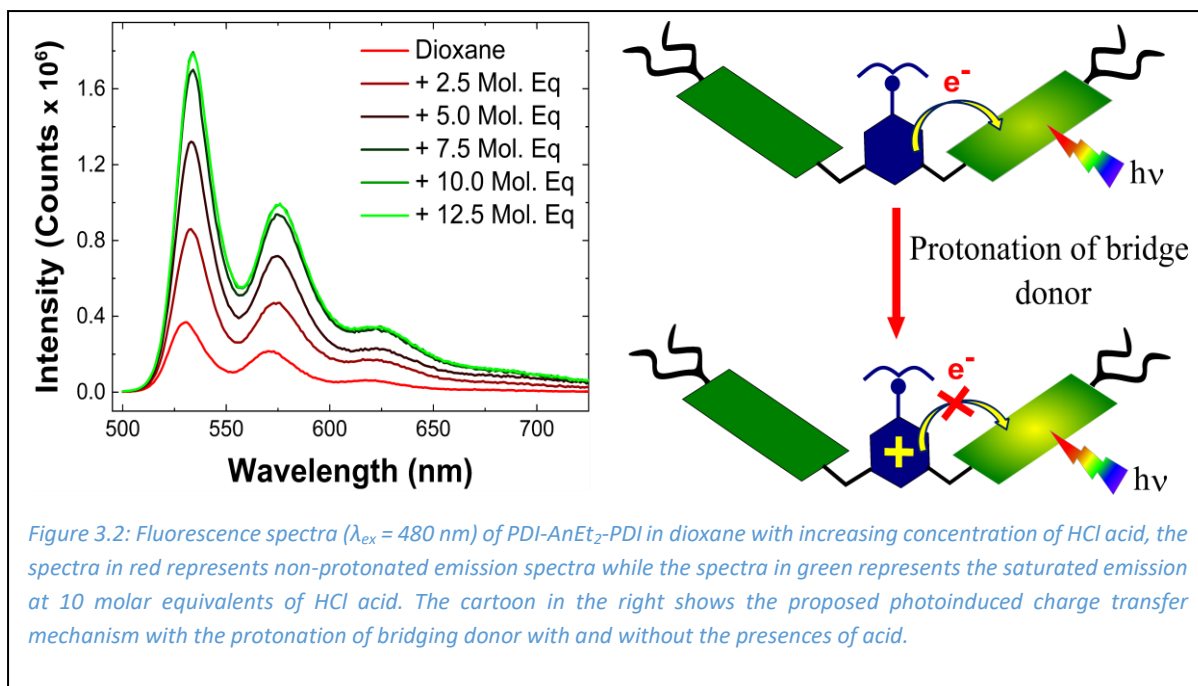 Intensity (Counts x 10⁶)
1.6
1.2
0.8
0.4
0.0
500
550
600
650
700
Wavelength (nm)
Dioxane
+ 2.5 Mol. Eq
+ 5.0 Mol. Eq
+ 7.5 Mol. Eq
+ 10.0 Mol. Eq
+ 12.5 Mol. Eq
e⁻
hν
Protonation of bridge
donor
e⁻
+
hν
Figure 3.2: Fluorescence spectra (λex = 480 nm) of PDI-AnEt₂-PDI in dioxane with increasing concentration of HCl acid, the
spectra in red represents non-protonated emission spectra while the spectra in green represents the saturated emission
at 10 molar equivalents of HCl acid. The cartoon in the right shows the proposed photoinduced charge transfer
mechanism with the protonation of bridging donor with and without the presences of acid.